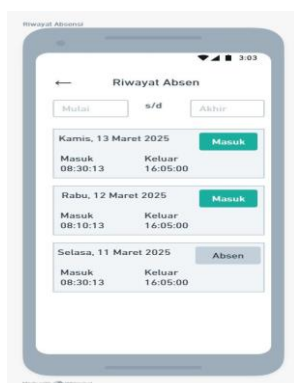 Riwayat Absensi
3:03
← Riwayat Absen
Mulai s/d Akhir
Kamis, 13 Maret 2025 Masuk
Masuk Keluar
08:30:13 16:05:00
Rabu, 12 Maret 2025 Masuk
Masuk Keluar
08:10:13 16:05:00
Selasa, 11 Maret 2025 Absen
Masuk Keluar
08:30:13 16:05:00